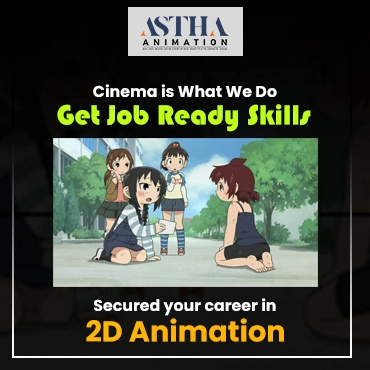 ASTHA
ANIMATION
Cinema is What We Do
Get Job Ready Skills
Secured your career in
2D Animation